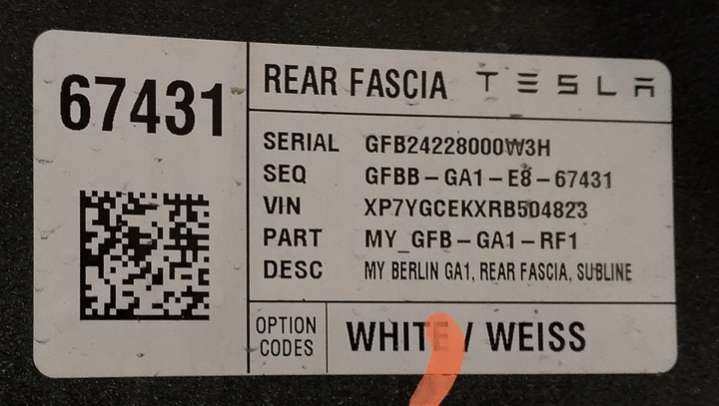 67431
REAR FASCIA TESLA
SERIAL GFB24228000W3H
SEQ GFBB-GA1-E8-67431
VIN XP7YGCEKXRB504823
PART MY_GFB-GA1-RF1
DESC MY BERLIN GA1, REAR FASCIA, SUBLINE
OPTION CODES WHITE / WEISS